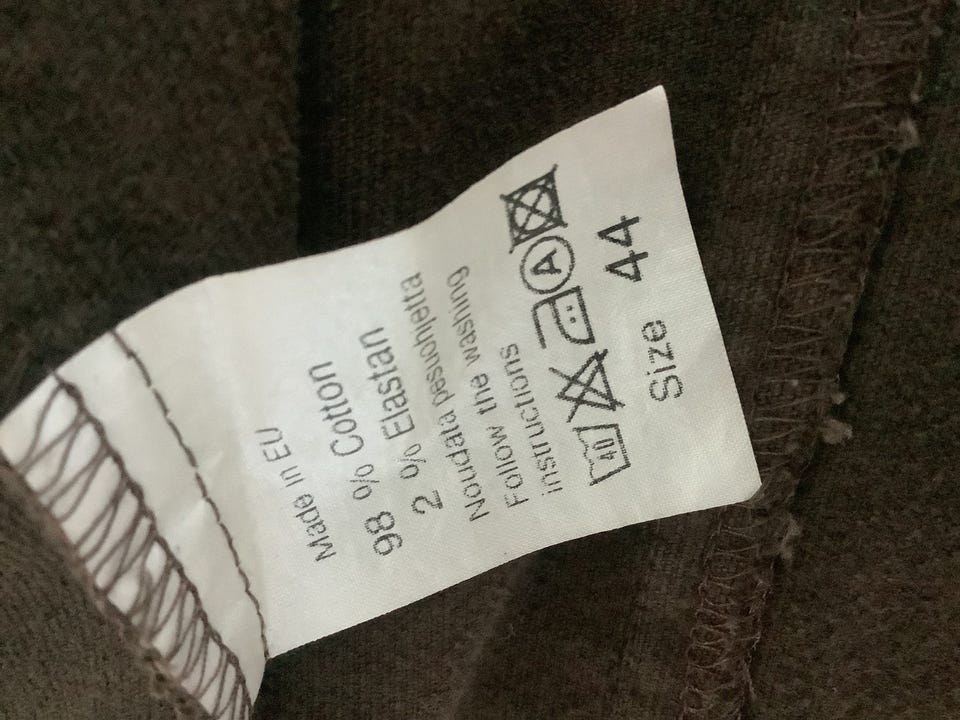 Made in EU
98 % Cotton
2 % Elastan
Noudata pesuohjetta
Follow the washing
instructions
40 A
Size 44